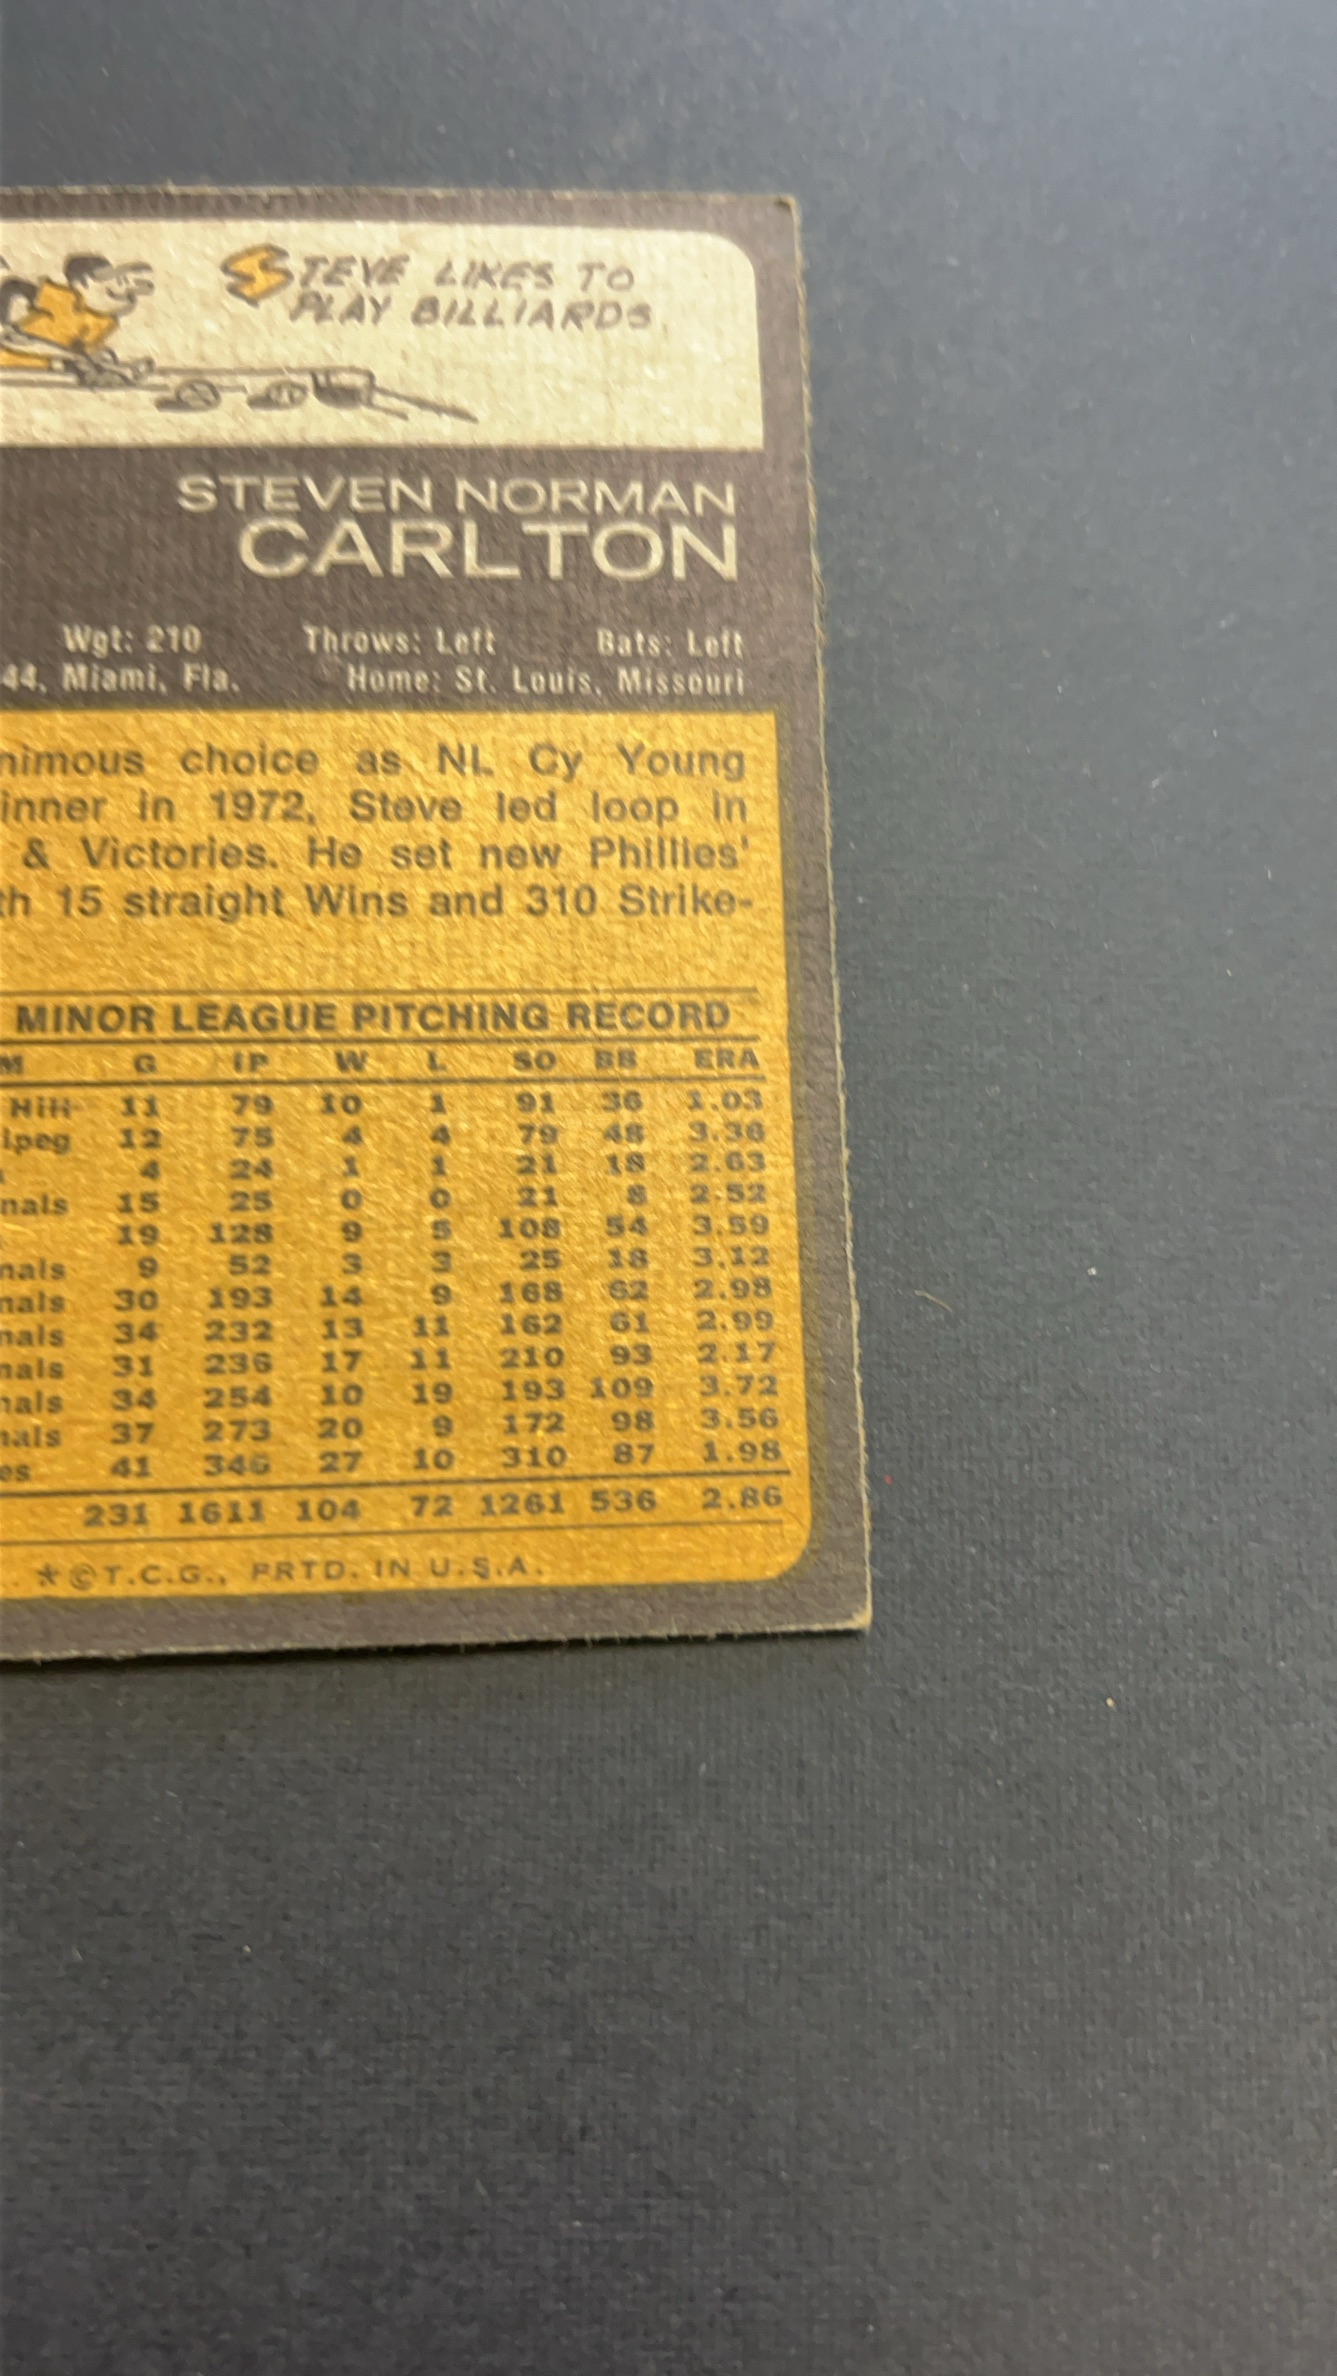 STEVE LIKES TO
PLAY BILLIARDS.
STEVEN NORMAN
CARLTON
Wgt: 210 Throws: Left Bats: Left
44, Miami, Fla. Home: St. Louis, Missouri
nimous choice as NL Cy Young
inner in 1972, Steve led loop in
& Victories. He set new Phillies'
th 15 straight Wins and 310 Strike-
MINOR LEAGUE PITCHING RECORD
M G IP W L SO BB ERA
Hill 11 79 10 1 91 36 1.03
ipeg 12 75 4 4 79 48 3.36
4 24 1 1 21 18 2.63
nals 15 25 0 0 21 8 2.52
19 128 9 5 108 54 3.59
nals 9 52 3 3 25 18 3.12
nals 30 193 14 9 168 62 2.98
nals 34 232 13 11 162 61 2.99
nals 31 236 17 11 210 93 2.17
nals 34 254 10 19 193 109 3.72
nals 37 273 20 9 172 98 3.56
es 41 346 27 10 310 87 1.98
231 1611 104 72 1261 536 2.86
. *©T.C.G., PRTD. IN U.S.A.